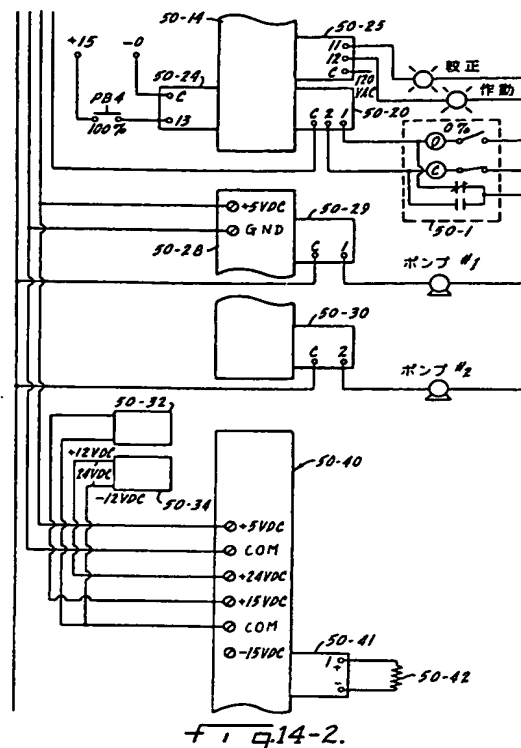 50-14
50-25
+15
-0
50-24
11
12
C
120
VAC
較正
作動
PB4
100%
C
13
50-20
C 2 1
O
0%
C
50-1
+5VDC
GND
50-28
50-29
C 1
ポンプ #1
50-30
C 2
ポンプ #2
50-32
+12VDC
24VDC
-12VDC
50-34
50-40
+5VDC
COM
+24VDC
+15VDC
COM
-15VDC
50-41
1
+
-
50-42
Fig.14-2.